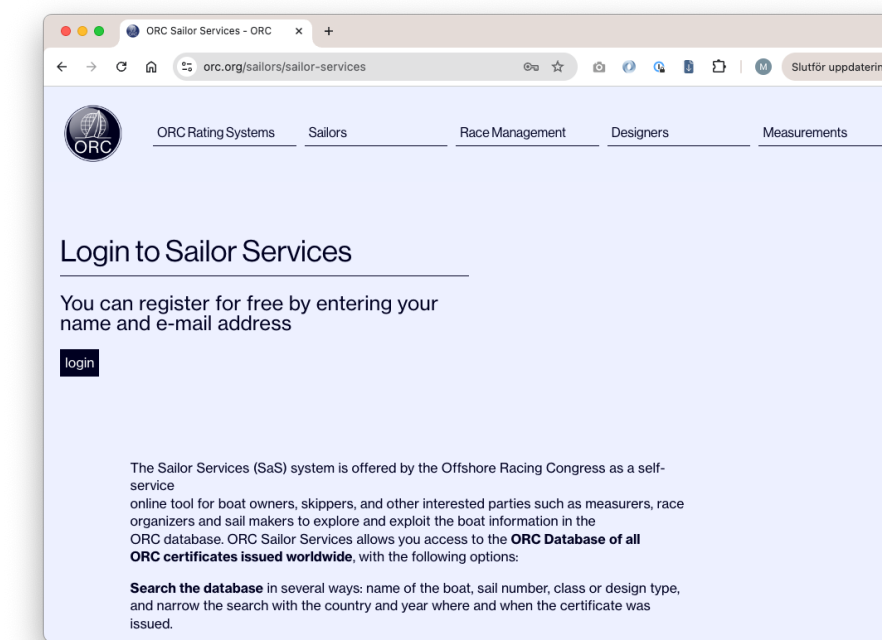 ORC Sailor Services - ORC
orc.org/sailors/sailor-services
M
Slutför uppdaterin
ORC
ORC Rating Systems
Sailors
Race Management
Designers
Measurements
Login to Sailor Services
You can register for free by entering your
name and e-mail address
login
The Sailor Services (SaS) system is offered by the Offshore Racing Congress as a self-
service
online tool for boat owners, skippers, and other interested parties such as measurers, race
organizers and sail makers to explore and exploit the boat information in the
ORC database. ORC Sailor Services allows you access to the ORC Database of all
ORC certificates issued worldwide, with the following options:
Search the database in several ways: name of the boat, sail number, class or design type,
and narrow the search with the country and year where and when the certificate was
issued.